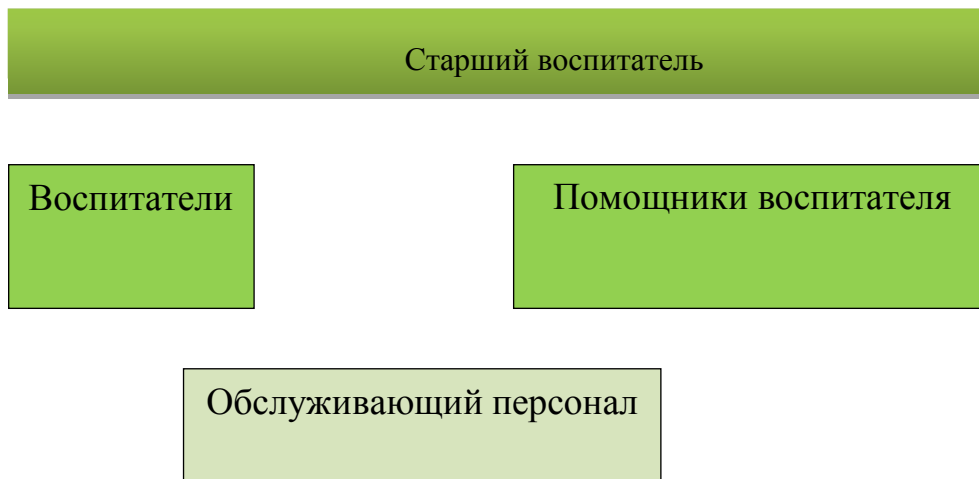 Старший воспитатель
Воспитатели
Помощники воспитателя
Обслуживающий персонал